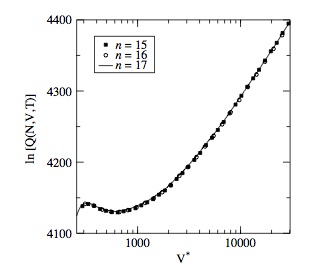 4400
4300
4200
4100
ln [Q(N,V,T)]
n = 15
n = 16
n = 17
1000
10000
V*